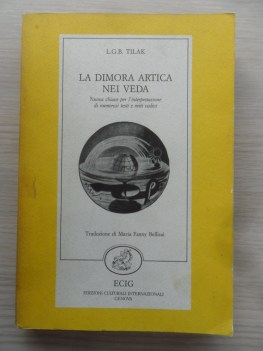 L.G.B. TILAK
LA DIMORA ARTICA
NEI VEDA
Nuova chiave per l'interpretazione
di numerosi testi e miti vedici
Traduzione di Maria Fanny Bellinai
ECIG
EDIZIONI CULTURALI INTERNAZIONALI
GENOVA